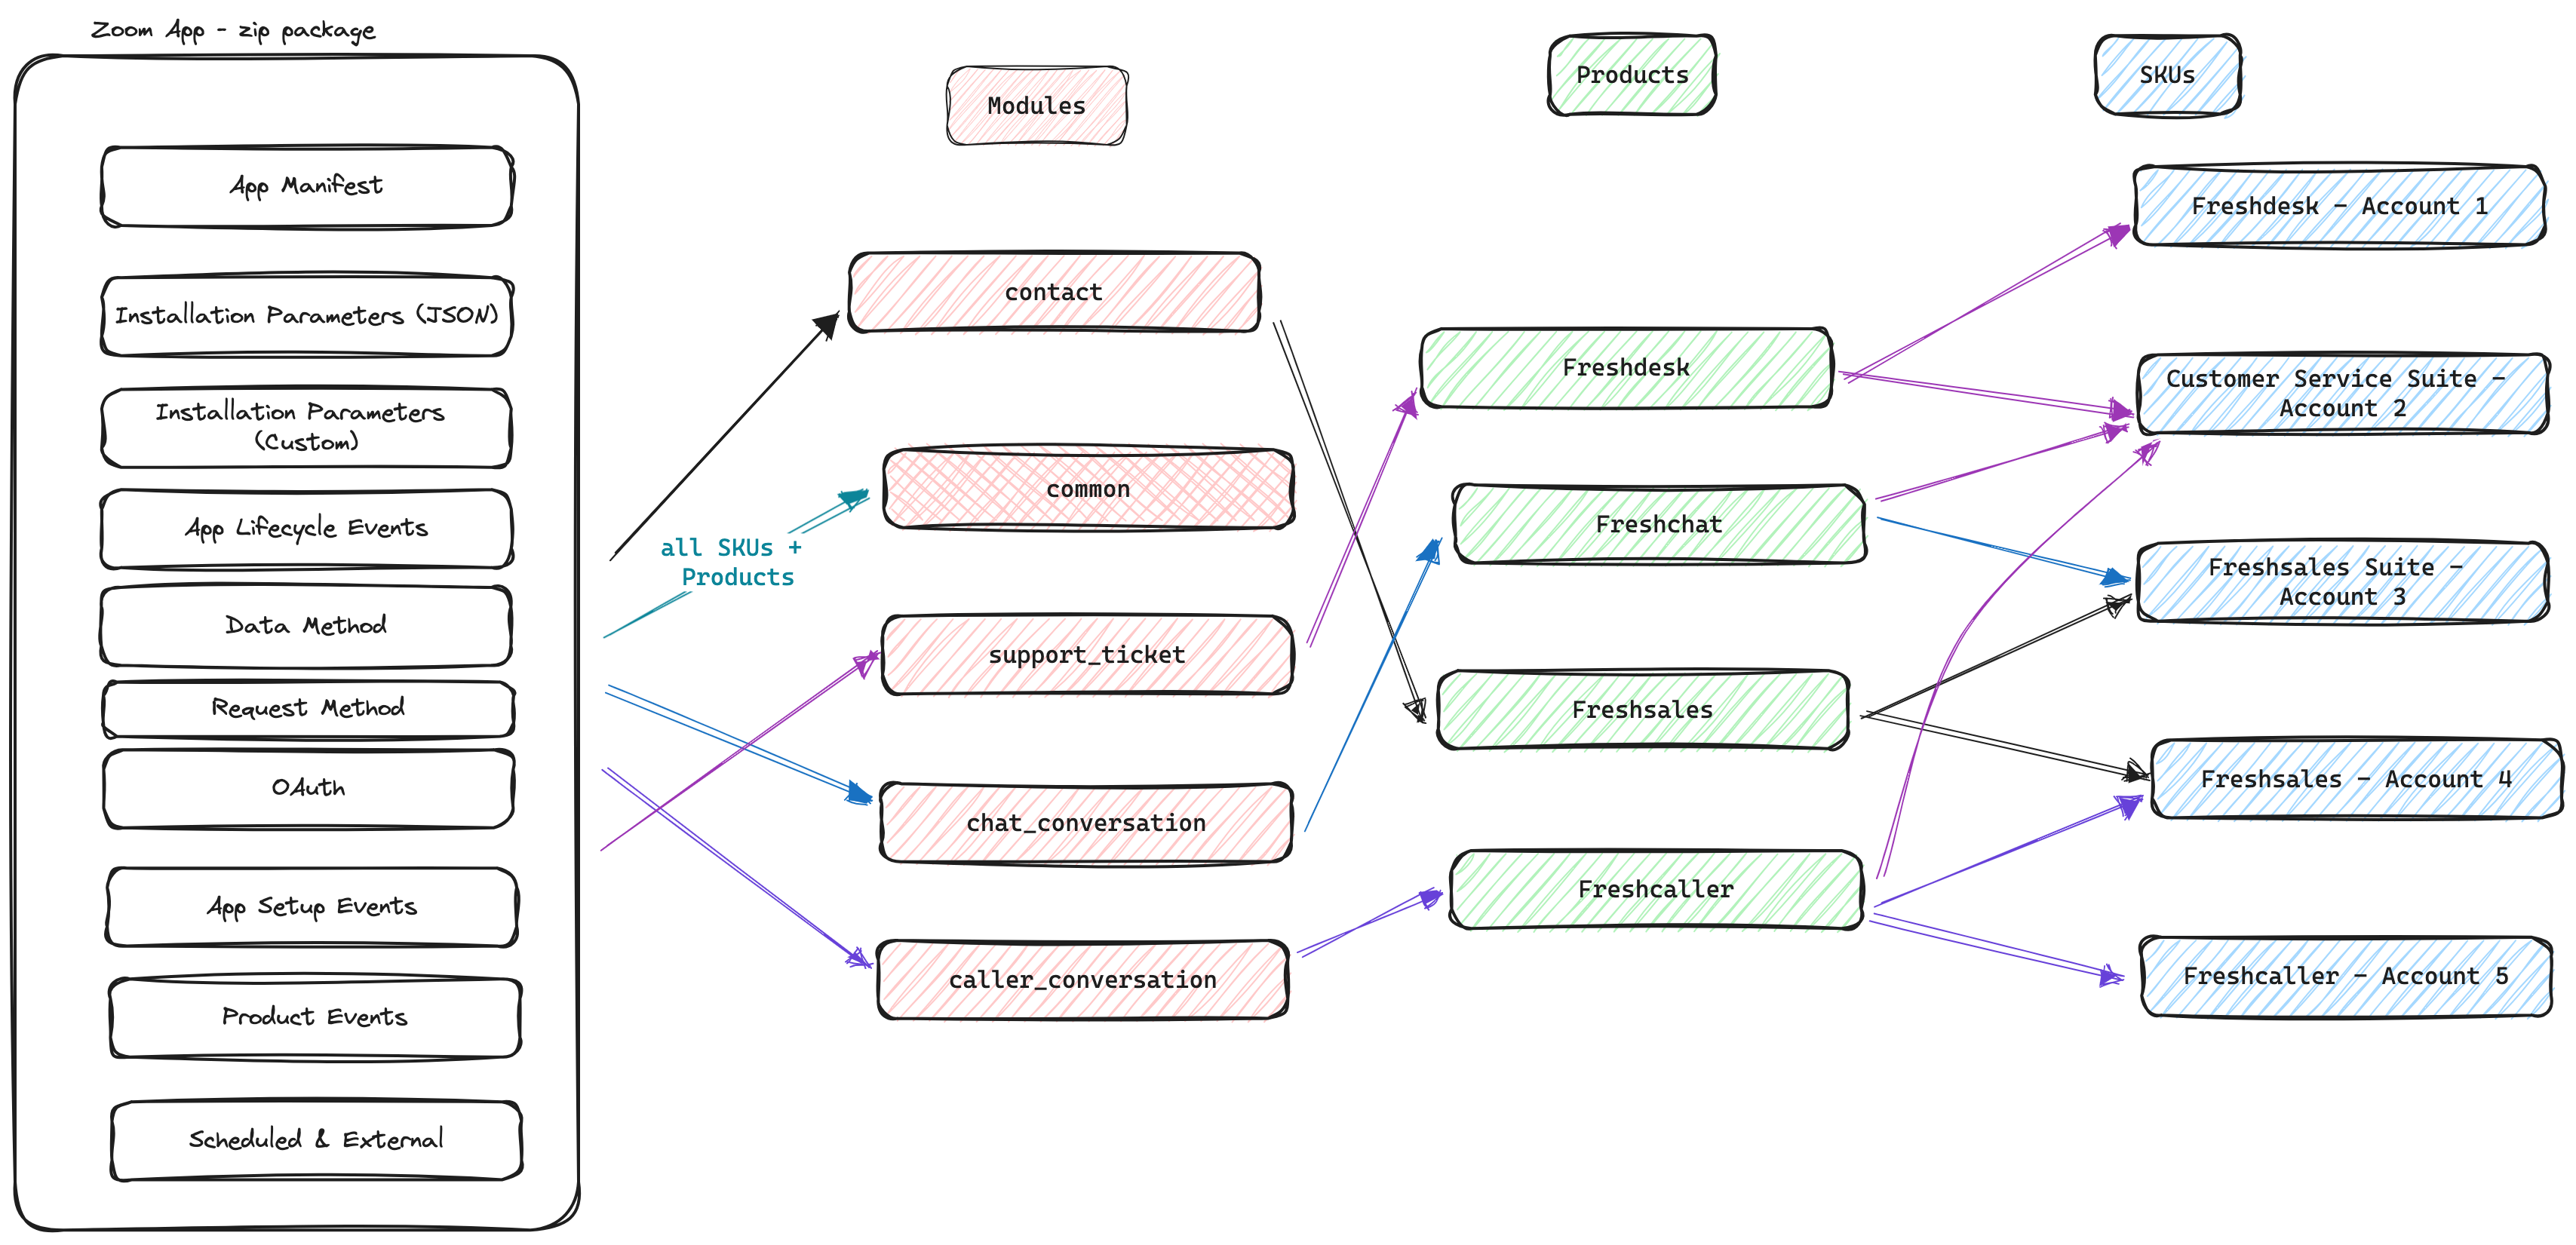 Zoom App - zip package
App Manifest
Installation Parameters (JSON)
Installation Parameters
(Custom)
App Lifecycle Events
Data Method
Request Method
OAuth
App Setup Events
Product Events
Scheduled & External
all SKUs +
Products
Modules
contact
common
support_ticket
chat_conversation
caller_conversation
Products
Freshdesk
Freshchat
Freshsales
Freshcaller
SKUs
Freshdesk - Account 1
Customer Service Suite -
Account 2
Freshsales Suite -
Account 3
Freshsales - Account 4
Freshcaller - Account 5